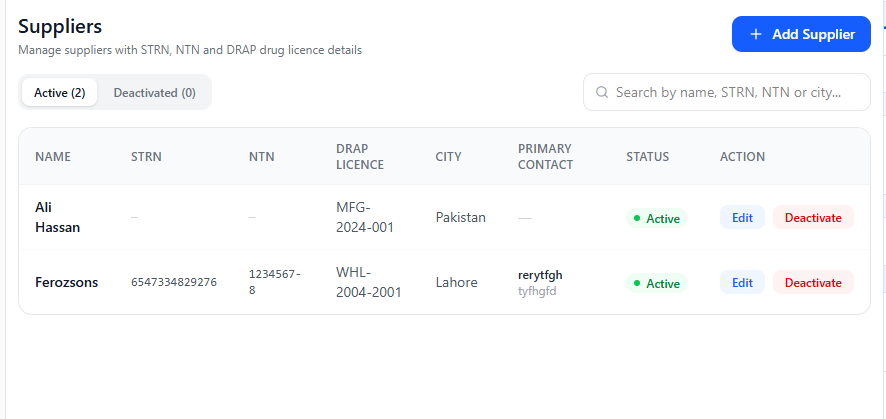 Suppliers
Manage suppliers with STRN, NTN and DRAP drug licence details
+ Add Supplier
Active (2) Deactivated (0)
Search by name, STRN, NTN or city...
NAME STRN NTN DRAP LICENCE CITY PRIMARY CONTACT STATUS ACTION
Ali Hassan — — MFG-2024-001 Pakistan — Active Edit Deactivate
Ferozsons 6547334829276 1234567-8 WHL-2004-2001 Lahore rerytfgh tyfhgfd Active Edit Deactivate